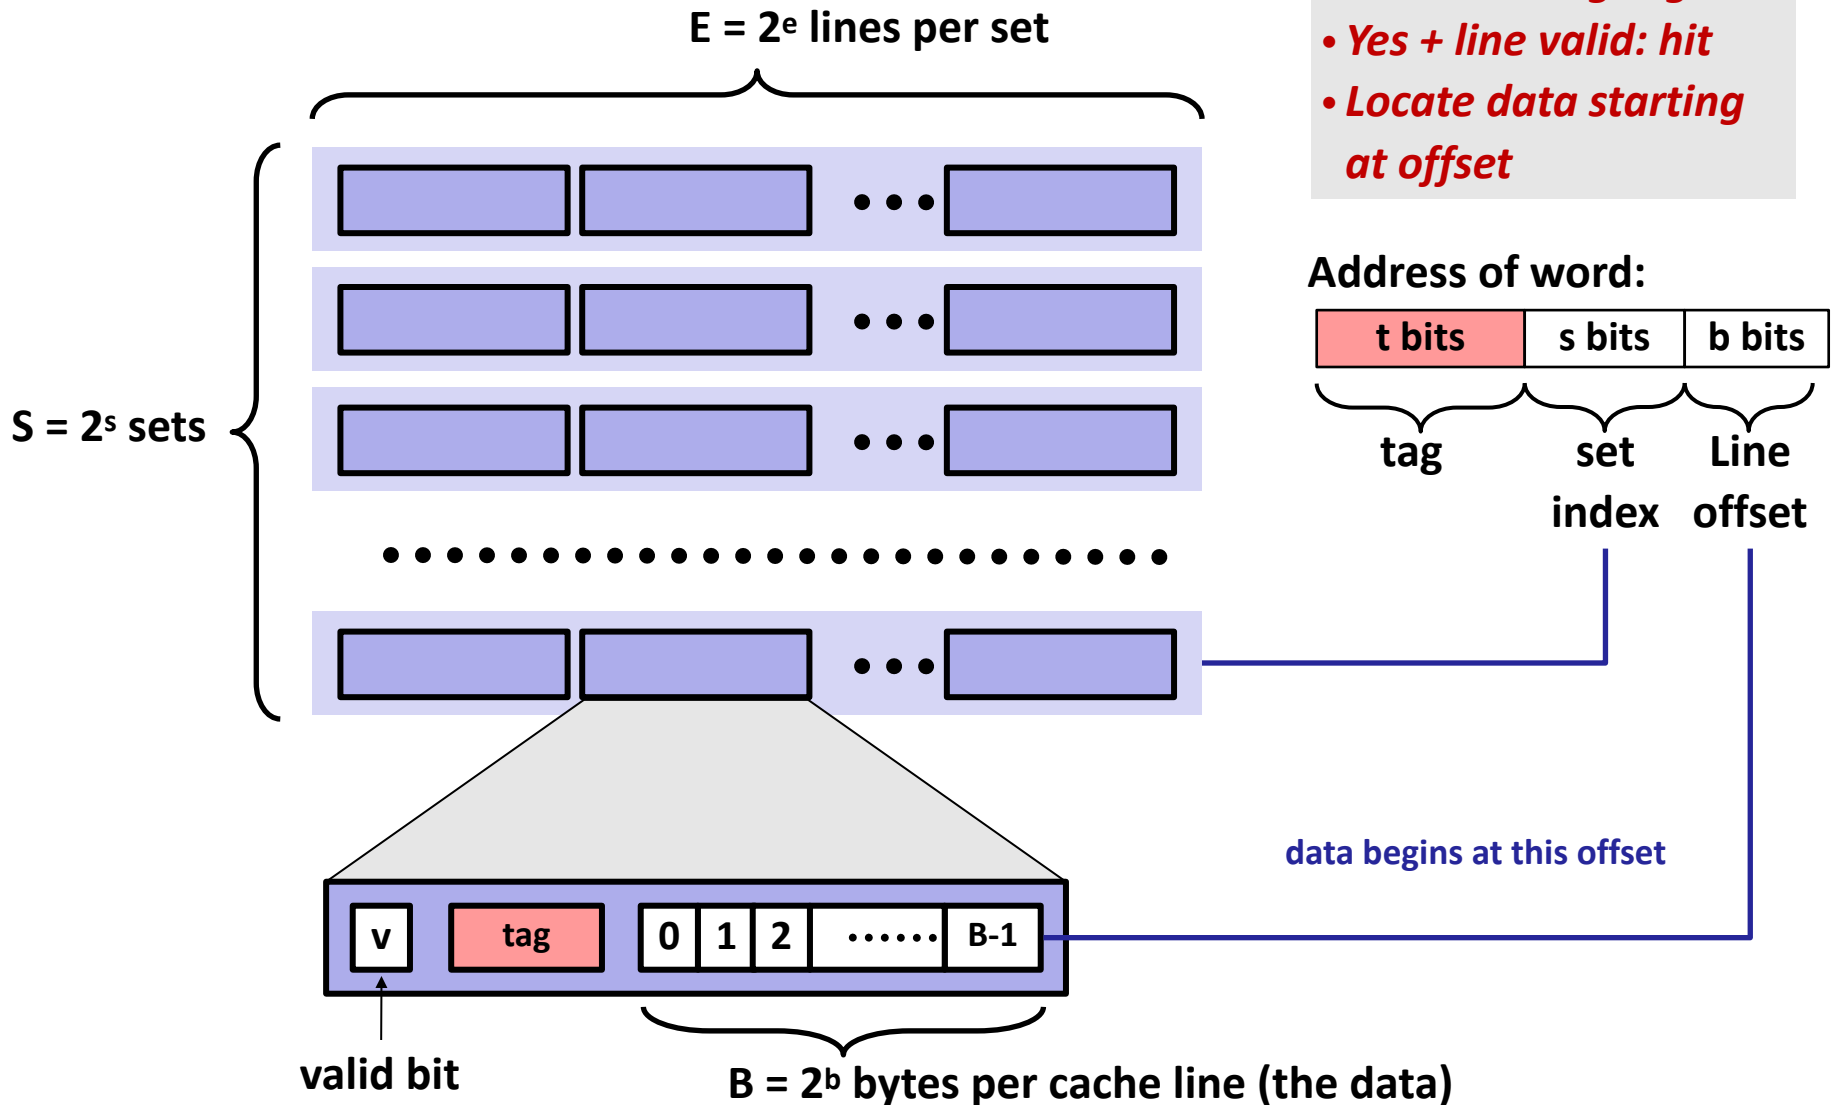 E = 2ᵉ lines per set
• Yes + line valid: hit
• Locate data starting
at offset
Address of word:
t bits s bits b bits
S = 2ˢ sets
tag set Line
index offset
data begins at this offset
v tag 0 1 2 ...... B-1
valid bit
B = 2ᵇ bytes per cache line (the data)